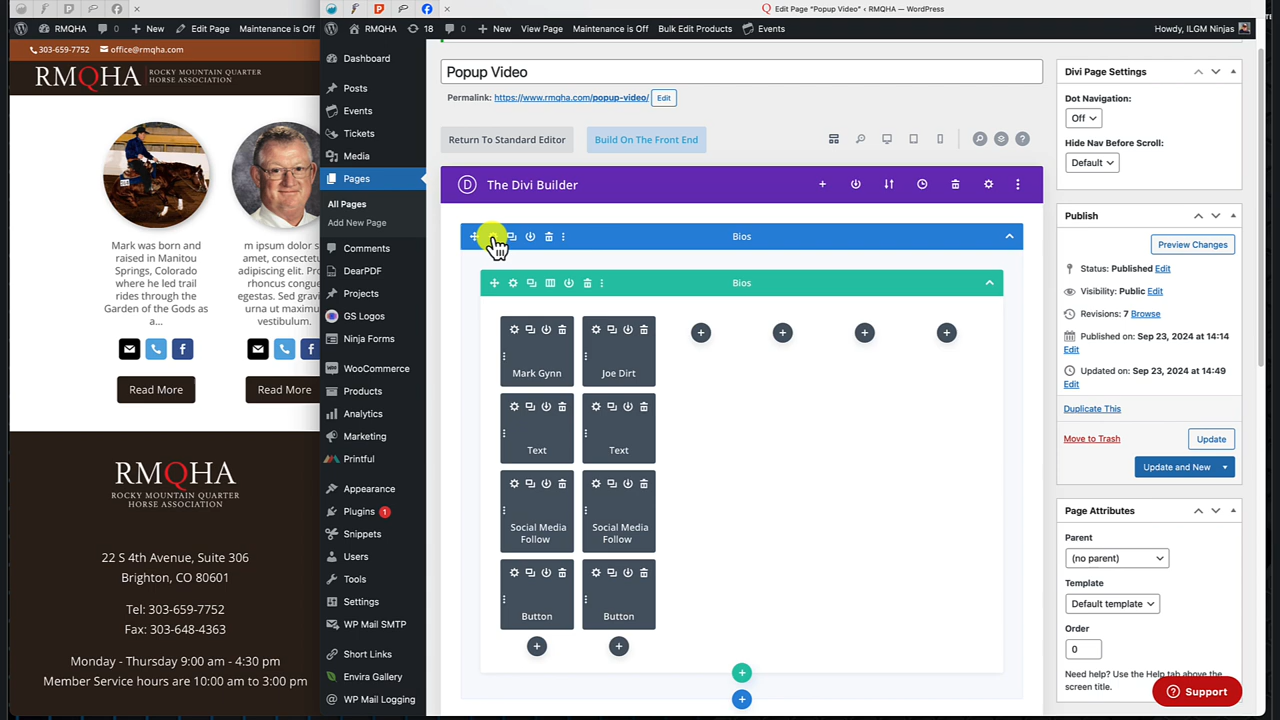 Edit Page "Popup Video" ‹ RMQHA — WordPress
RMQHA 0 New Edit Page Maintenance is Off
RMQHA 18 0 New View Page Maintenance is Off Bulk Edit Products Events Howdy, ILGM Ninjas
303-659-7752 office@rmqha.com
RMQHA ROCKY MOUNTAIN QUARTER
HORSE ASSOCIATION
Mark was born and
raised in Manitou
Springs, Colorado
where he led trail
rides through the
Garden of the Gods as
a...
m ipsum dolor s
amet, consectetu
adipiscing elit. Pro
rhoncus congue
egestas. Sed gravi
urna ut maximu
vestibulum.
Read More
Read More
RMQHA
ROCKY MOUNTAIN QUARTER
HORSE ASSOCIATION
22 S 4th Avenue, Suite 306
Brighton, CO 80601
Tel: 303-659-7752
Fax: 303-648-4363
Monday - Thursday 9:00 am - 4:30 pm
Member Service hours are 10:00 am to 3:00 pm
Dashboard
Posts
Events
Tickets
Media
Pages
All Pages
Add New Page
Comments
DearPDF
Projects
GS Logos
Ninja Forms
WooCommerce
Products
Analytics
Marketing
Printful
Appearance
Plugins 1
Snippets
Users
Tools
Settings
WP Mail SMTP
Short Links
Envira Gallery
WP Mail Logging
Popup Video
Permalink: https://www.rmqha.com/popup-video/ Edit
Return To Standard Editor
Build On The Front End
D The Divi Builder
Bios
Bios
Mark Gynn
Joe Dirt
Text
Text
Social Media
Follow
Social Media
Follow
Button
Button
Divi Page Settings
Dot Navigation:
Off
Hide Nav Before Scroll:
Default
Publish
Preview Changes
Status: Published Edit
Visibility: Public Edit
Revisions: 7 Browse
Published on: Sep 23, 2024 at 14:14
Edit
Updated on: Sep 23, 2024 at 14:49
Edit
Duplicate This
Move to Trash
Update
Update and New
Page Attributes
Parent
(no parent)
Template
Default template
Order
0
Need help? Use the Help tab above the
screen title.
Support